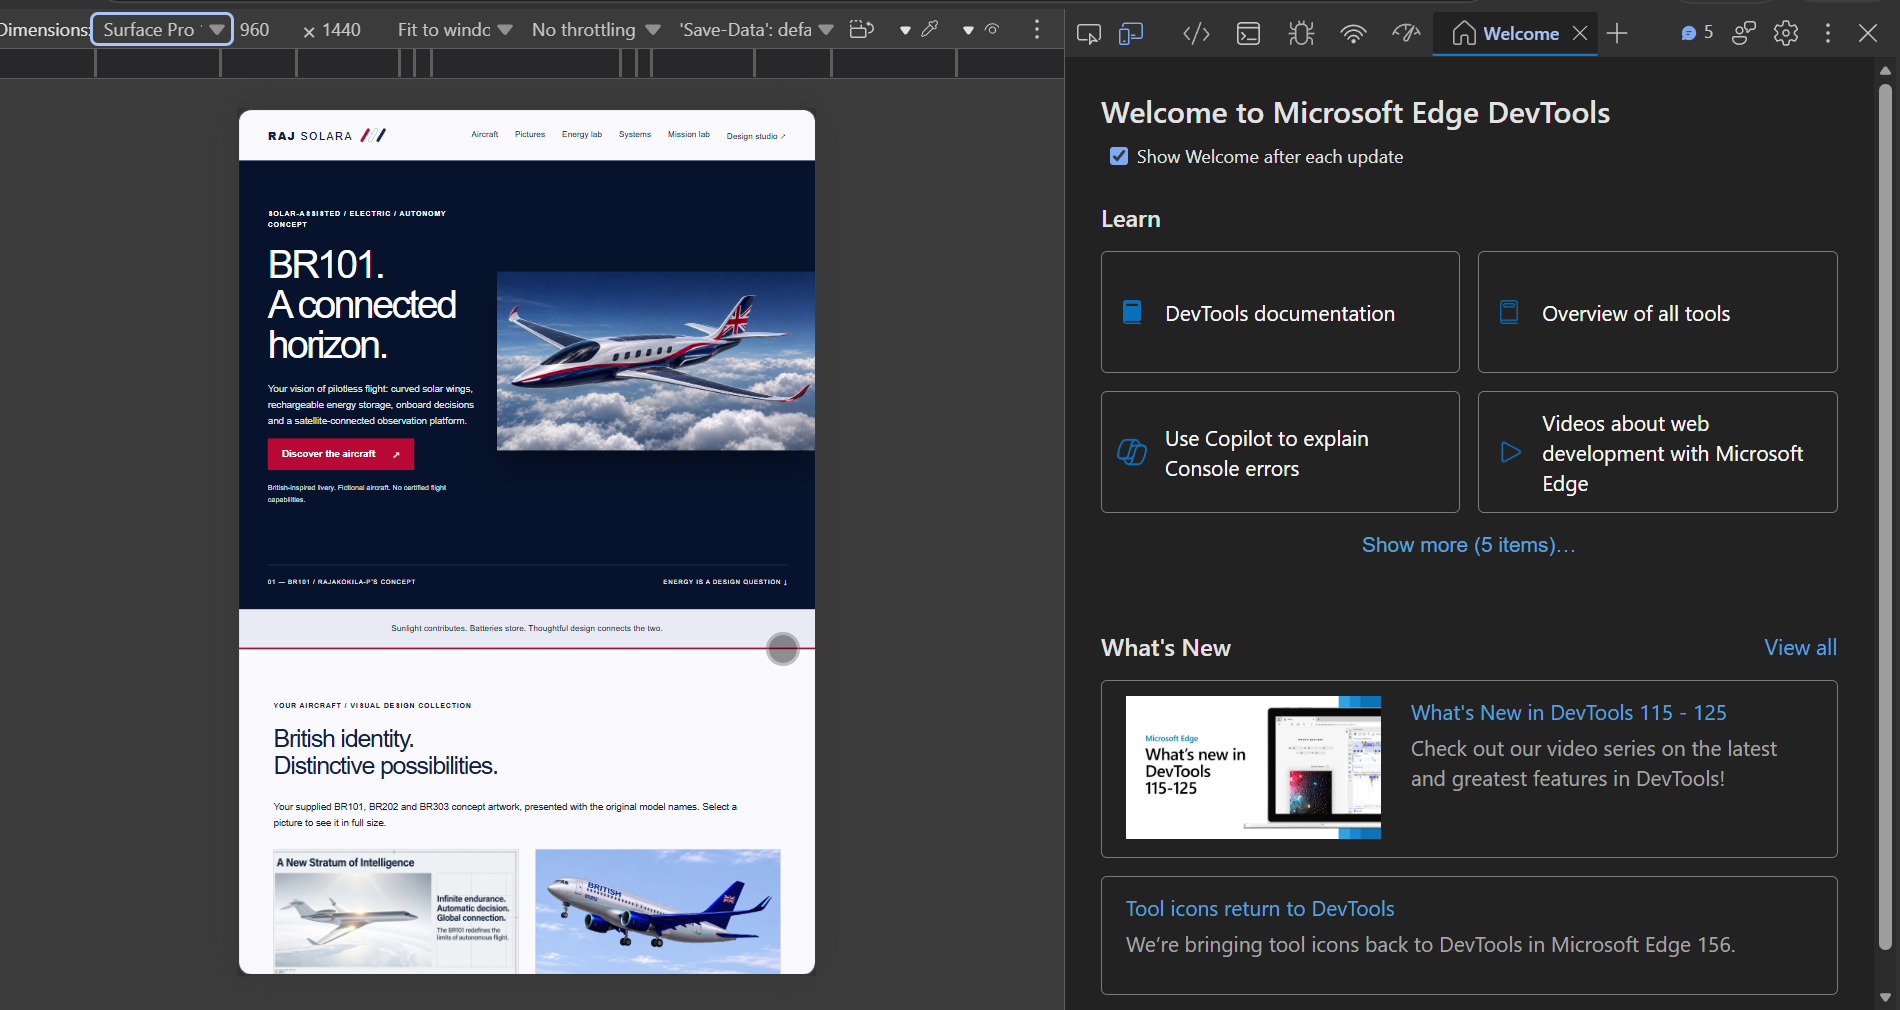 Dimensions: Surface Pro 960 × 1440 Fit to windo No throttling 'Save-Data': defa
Welcome
5
RAJ SOLARA
Aircraft Pictures Energy lab Systems Mission lab Design studio ↗
SOLAR-ASSISTED / ELECTRIC / AUTONOMY
CONCEPT
BR101.
A connected
horizon.
Your vision of pilotless flight: curved solar wings,
rechargeable energy storage, onboard decisions
and a satellite-connected observation platform.
Discover the aircraft ↗
British-inspired livery. Fictional aircraft. No certified flight
capabilities.
01 — BR101 / RAJAKOKILA-P'S CONCEPT
ENERGY IS A DESIGN QUESTION ↓
Sunlight contributes. Batteries store. Thoughtful design connects the two.
YOUR AIRCRAFT / VISUAL DESIGN COLLECTION
British identity.
Distinctive possibilities.
Your supplied BR101, BR202 and BR303 concept artwork, presented with the original model names. Select a
picture to see it in full size.
A New Stratum of Intelligence
Infinite endurance.
Automatic decision.
Global connection.
The BR101 redefines the
limits of autonomous flight.
BRITISH
Welcome to Microsoft Edge DevTools
Show Welcome after each update
Learn
DevTools documentation
Overview of all tools
Use Copilot to explain
Console errors
Videos about web
development with Microsoft
Edge
Show more (5 items)…
What's New
View all
Microsoft Edge
What's new in
DevTools
115-125
What's New in DevTools 115 - 125
Check out our video series on the latest
and greatest features in DevTools!
Tool icons return to DevTools
We're bringing tool icons back to DevTools in Microsoft Edge 156.